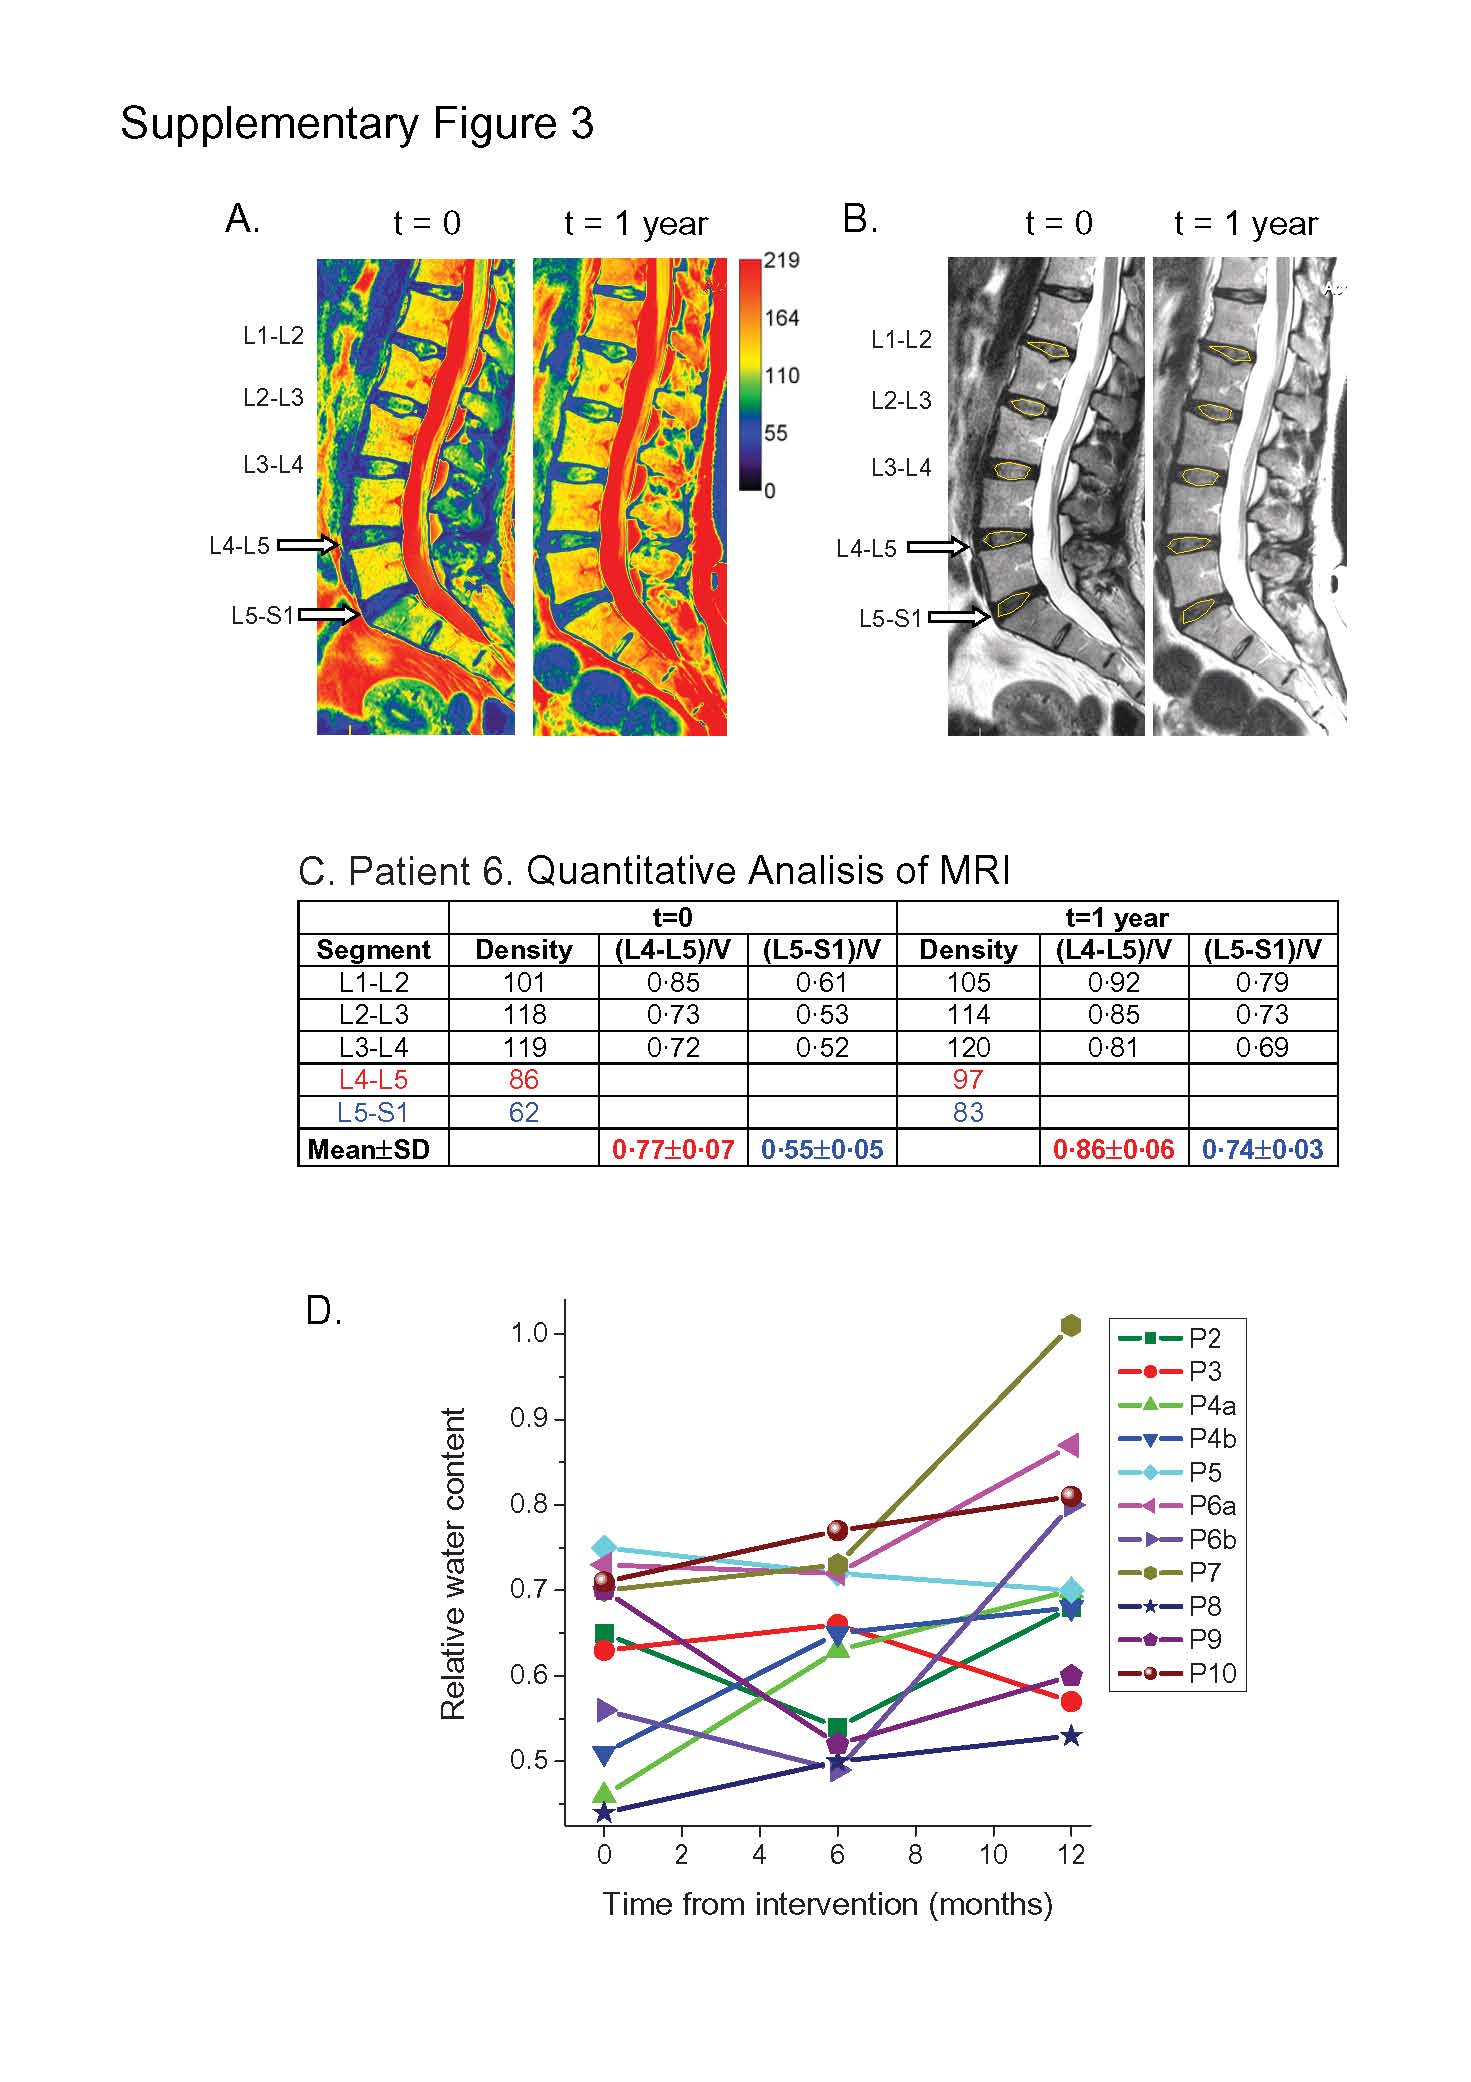 Supplementary Figure 3
A.
t = 0
t = 1 year
L1-L2
L2-L3
L3-L4
L4-L5
L5-S1
219
164
110
55
0
B.
t = 0
t = 1 year
L1-L2
L2-L3
L3-L4
L4-L5
L5-S1
C. Patient 6. Quantitative Analisis of MRI
t=0 t=1 year
Segment Density (L4-L5)/V (L5-S1)/V Density (L4-L5)/V (L5-S1)/V
L1-L2 101 0·85 0·61 105 0·92 0·79
L2-L3 118 0·73 0·53 114 0·85 0·73
L3-L4 119 0·72 0·52 120 0·81 0·69
L4-L5 86 97
L5-S1 62 83
Mean±SD 0·77±0·07 0·55±0·05 0·86±0·06 0·74±0·03
D.
Relative water content
1.0
0.9
0.8
0.7
0.6
0.5
0 2 4 6 8 10 12
Time from intervention (months)
P2
P3
P4a
P4b
P5
P6a
P6b
P7
P8
P9
P10